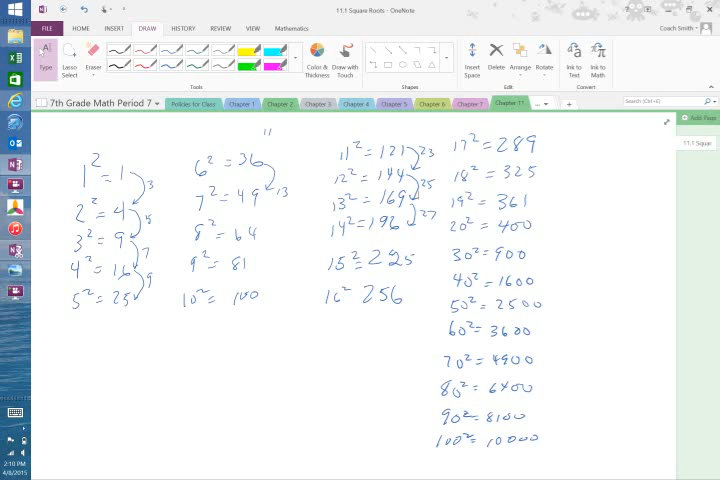 11.1 Square Roots - OneNote
Coach Smith
FILE HOME INSERT DRAW HISTORY REVIEW VIEW Mathematics
Type
Lasso Select
Eraser
Color & Thickness
Draw with Touch
Shapes
Insert Space
Delete
Arrange
Rotate
Ink to Text
Ink to Math
Tools
Shapes
Edit
Convert
7th Grade Math Period 7
Policies for Class
Chapter 1
Chapter 2
Chapter 3
Chapter 4
Chapter 5
Chapter 6
Chapter 7
Chapter 11
Search (Ctrl+E)
Add Page
11.1 Squar
1² = 1
3
2² = 4
5
3² = 9
7
4² = 16
9
5² = 25
11
6² = 36
13
7² = 49
8² = 64
9² = 81
10² = 100
11² = 121
23
12² = 144
25
13² = 169
27
14² = 196
15² = 225
16² 256
17² = 289
18² = 325
19² = 361
20² = 400
30² = 900
40² = 1600
50² = 2500
60² = 3600
70² = 4900
80² = 6400
90² = 8100
100² = 10000
2:10 PM
4/8/2015